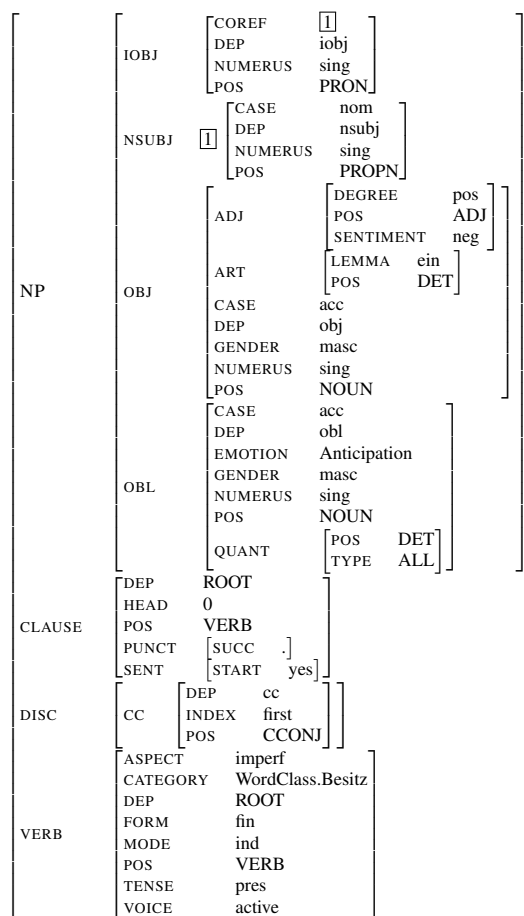 COREF 1
IOBJ DEP iobj
NUMERUS sing
POS PRON
CASE nom
NSUBJ 1 DEP nsubj
NUMERUS sing
POS PROPN
DEGREE pos
ADJ POS ADJ
SENTIMENT neg
ART LEMMA ein
POS DET
NP OBJ CASE acc
DEP obj
GENDER masc
NUMERUS sing
POS NOUN
CASE acc
DEP obl
EMOTION Anticipation
OBL GENDER masc
NUMERUS sing
POS NOUN
QUANT POS DET
TYPE ALL
DEP ROOT
HEAD 0
CLAUSE POS VERB
PUNCT [SUCC .]
SENT [START yes]
DEP cc
DISC CC INDEX first
POS CCONJ
ASPECT imperf
CATEGORY WordClass.Besitz
DEP ROOT
VERB FORM fin
MODE ind
POS VERB
TENSE pres
VOICE active